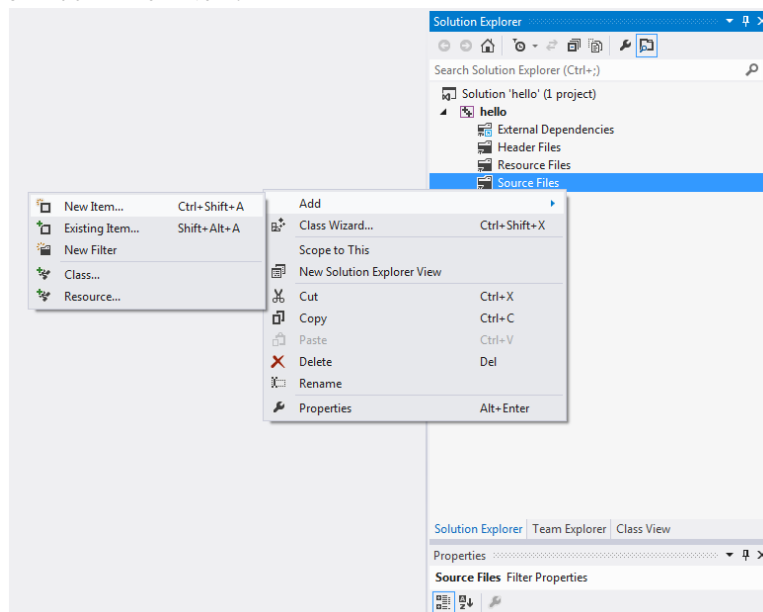 Solution Explorer
Search Solution Explorer (Ctrl+;)
Solution 'hello' (1 project)
hello
External Dependencies
Header Files
Resource Files
Source Files
New Item... Ctrl+Shift+A
Existing Item... Shift+Alt+A
New Filter
Class...
Resource...
Add
Class Wizard... Ctrl+Shift+X
Scope to This
New Solution Explorer View
Cut Ctrl+X
Copy Ctrl+C
Paste Ctrl+V
Delete Del
Rename
Properties Alt+Enter
Solution Explorer Team Explorer Class View
Properties
Source Files Filter Properties